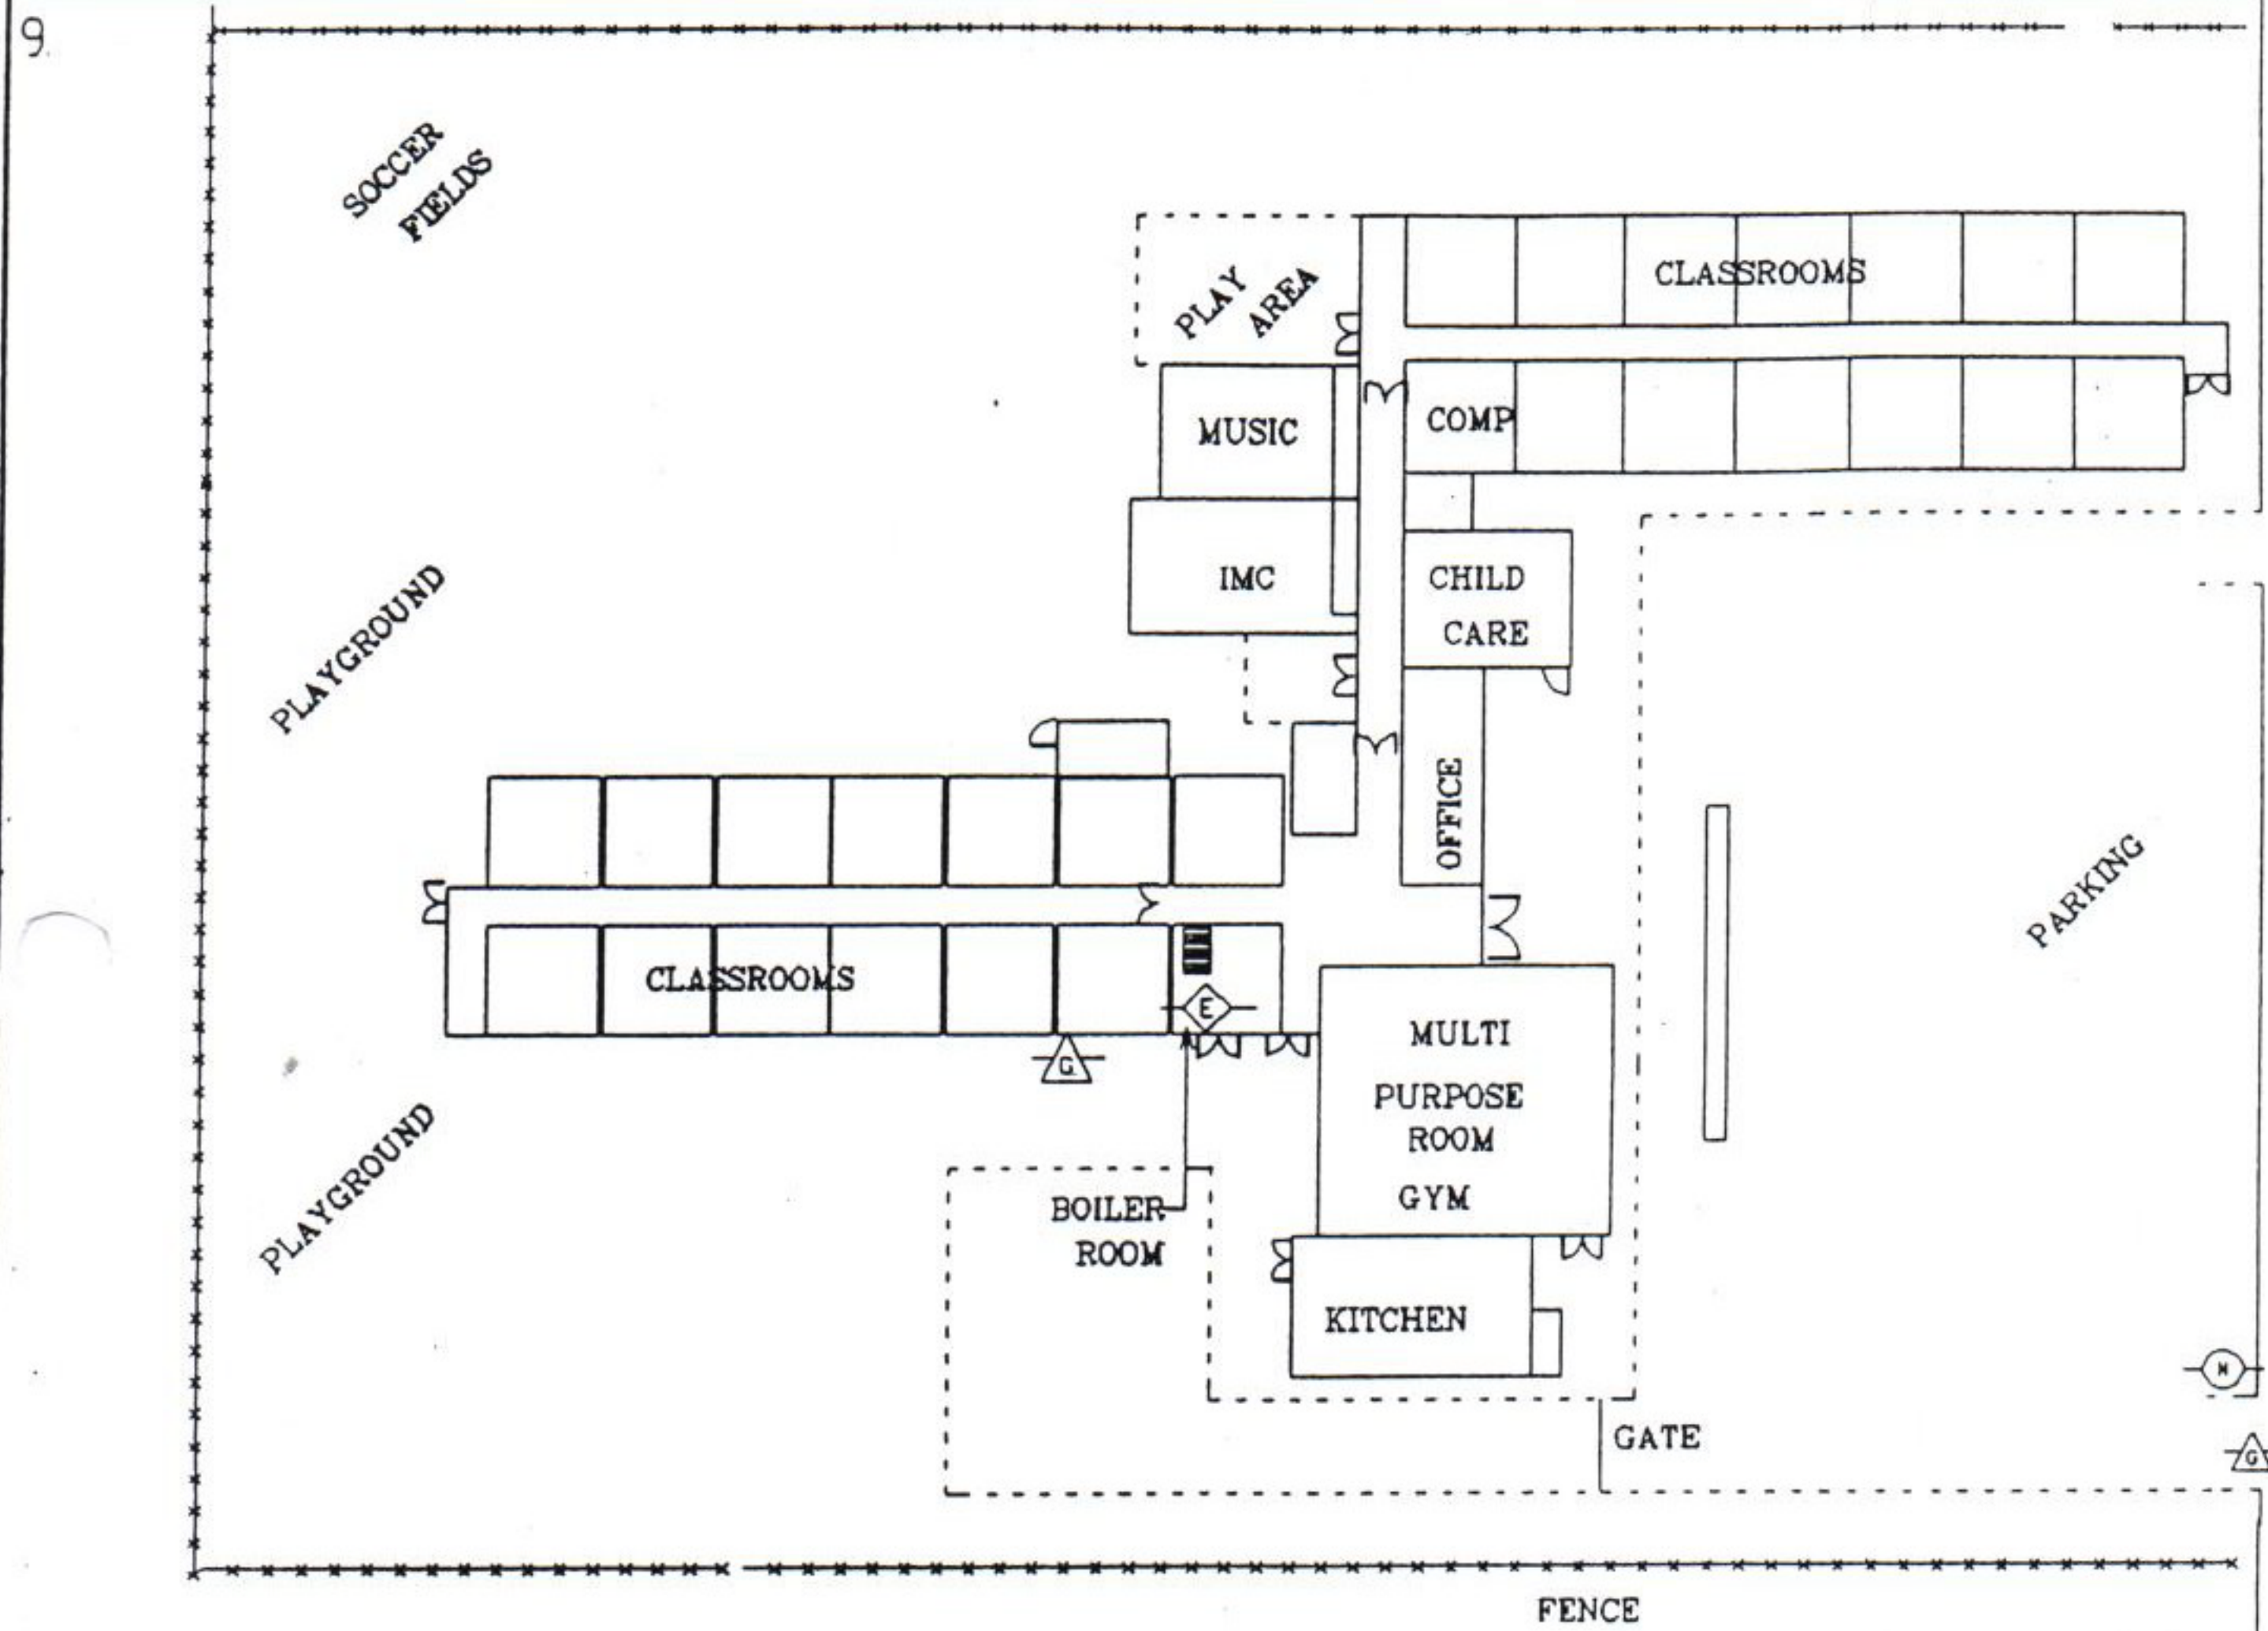 9.
SOCCER
FIELDS
PLAY
AREA
CLASSROOMS
MUSIC
COMP
IMC
CHILD
CARE
PLAYGROUND
OFFICE
PARKING
CLASSROOMS
E
G
MULTI
PURPOSE
ROOM
GYM
PLAYGROUND
BOILER
ROOM
KITCHEN
GATE
G
FENCE